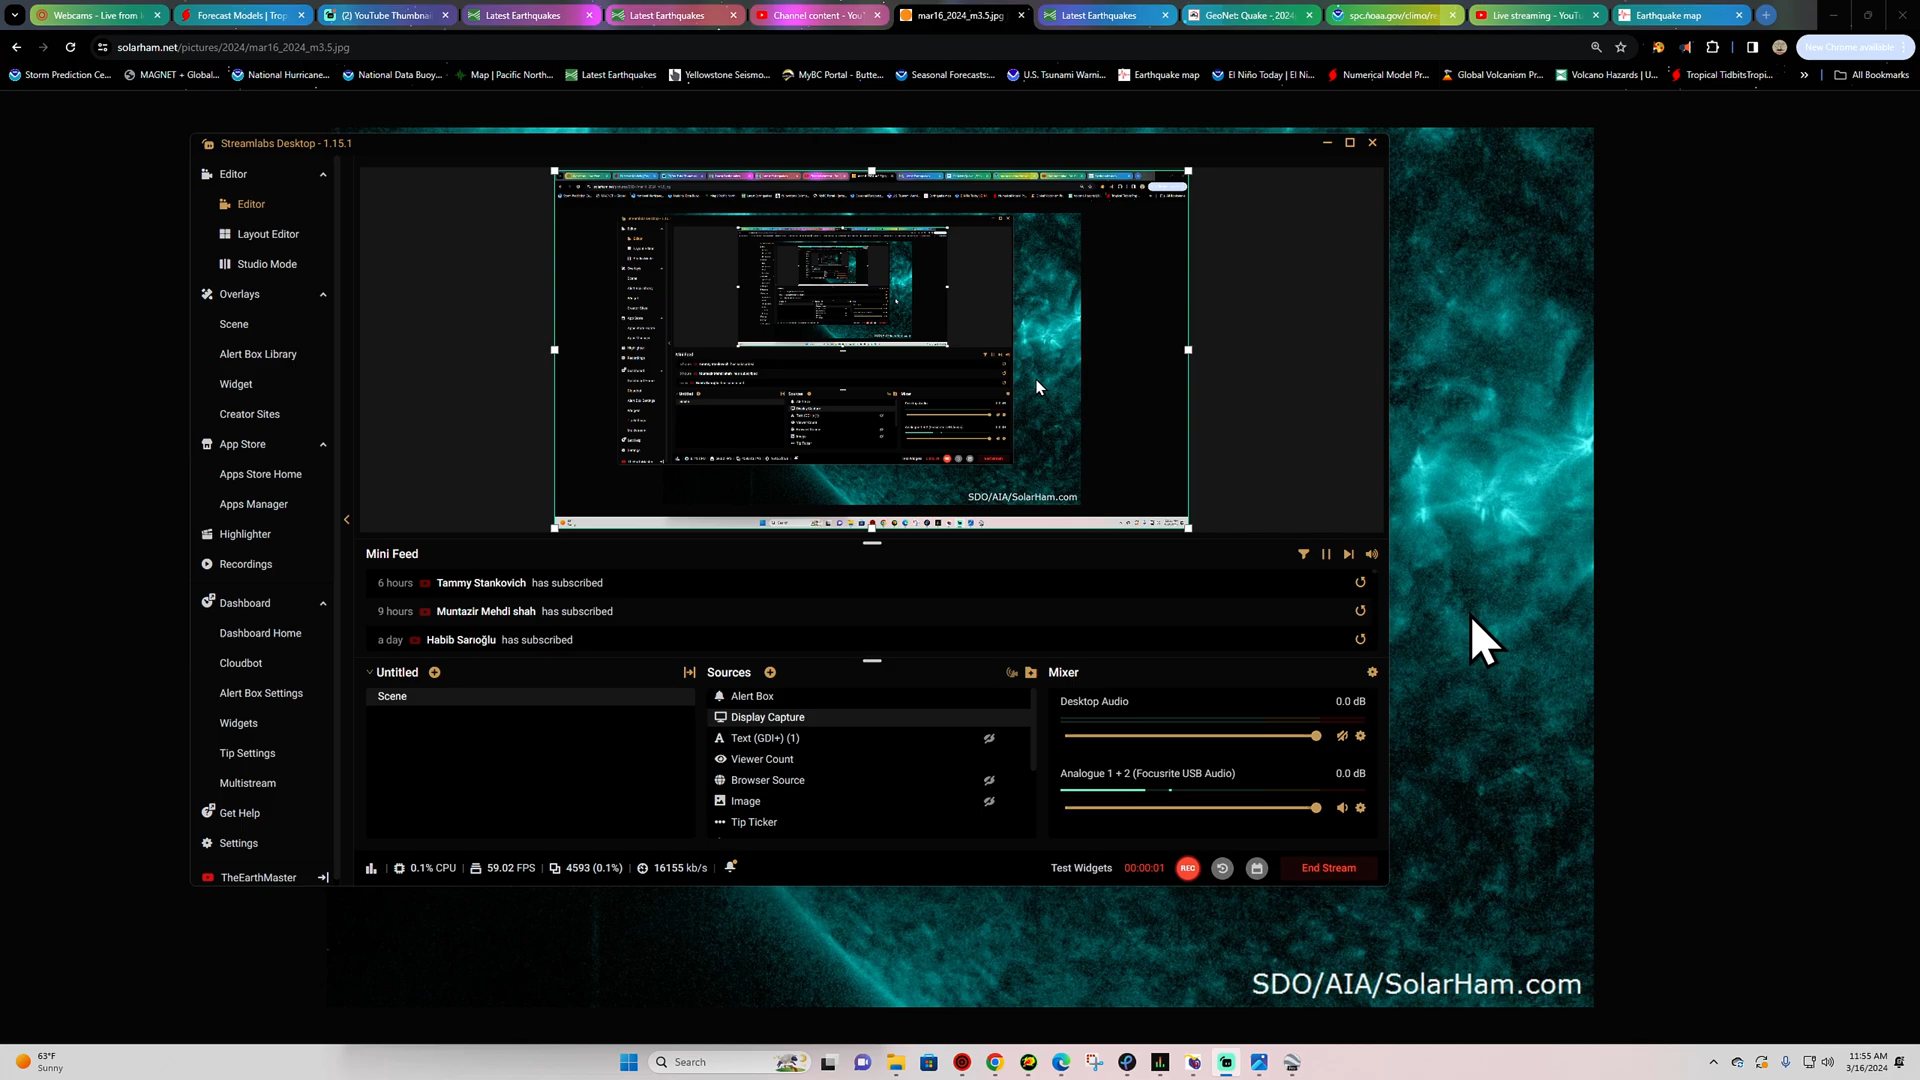 Webcams - Live from I
Forecast Models | Trop
(2) YouTube Thumbnai
Latest Earthquakes
Latest Earthquakes
Channel content - YouT
mar16_2024_m3.5.jpg
Latest Earthquakes
GeoNet: Quake - 2024
spc.noaa.gov/climo/re
Live streaming - YouTu
Earthquake map
solarham.net/pictures/2024/mar16_2024_m3.5.jpg
New Chrome available
Storm Prediction Ce...
MAGNET + Global...
National Hurricane...
National Data Buoy...
Map | Pacific North...
Latest Earthquakes
Yellowstone Seismo...
MyBC Portal - Butte...
Seasonal Forecasts:...
U.S. Tsunami Warni...
Earthquake map
El Niño Today | El Ni...
Numerical Model Pr...
Global Volcanism Pr...
Volcano Hazards | U...
Tropical TidbitsTropi...
All Bookmarks
Streamlabs Desktop - 1.15.1
Editor
Editor
Layout Editor
Studio Mode
Overlays
Scene
Alert Box Library
Widget
Creator Sites
App Store
Apps Store Home
Apps Manager
Highlighter
Recordings
Dashboard
Dashboard Home
Cloudbot
Alert Box Settings
Widgets
Tip Settings
Multistream
Get Help
Settings
TheEarthMaster
SDO/AIA/SolarHam.com
Mini Feed
6 hours Tammy Stankovich has subscribed
9 hours Muntazir Mehdi shah has subscribed
a day Habib Sarıoğlu has subscribed
Untitled
Scene
Sources
Alert Box
Display Capture
Text (GDI+) (1)
Viewer Count
Browser Source
Image
Tip Ticker
Mixer
Desktop Audio 0.0 dB
Analogue 1 + 2 (Focusrite USB Audio) 0.0 dB
0.1% CPU
59.02 FPS
4593 (0.1%)
16155 kb/s
Test Widgets
00:00:01
REC
End Stream
SDO/AIA/SolarHam.com
63°F
Sunny
Search
11:55 AM
3/16/2024